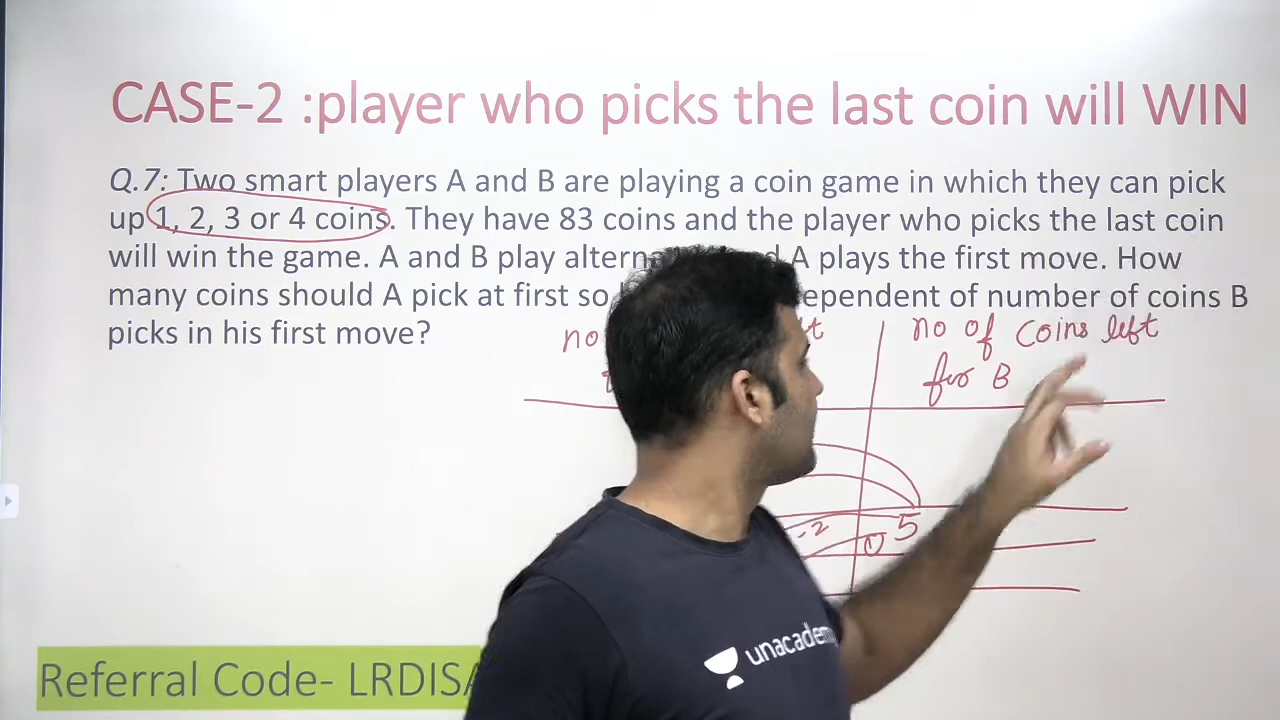 CASE-2 :player who picks the last coin will WIN
Q.7: Two smart players A and B are playing a coin game in which they can pick
up 1, 2, 3 or 4 coins. They have 83 coins and the player who picks the last coin
will win the game. A and B play A plays the first move. How
many coins should A pick at first so of number of coins B
picks in his first move?
no no of coins left
for B
-2 5
1
unacademy
Referral Code- LRDISA